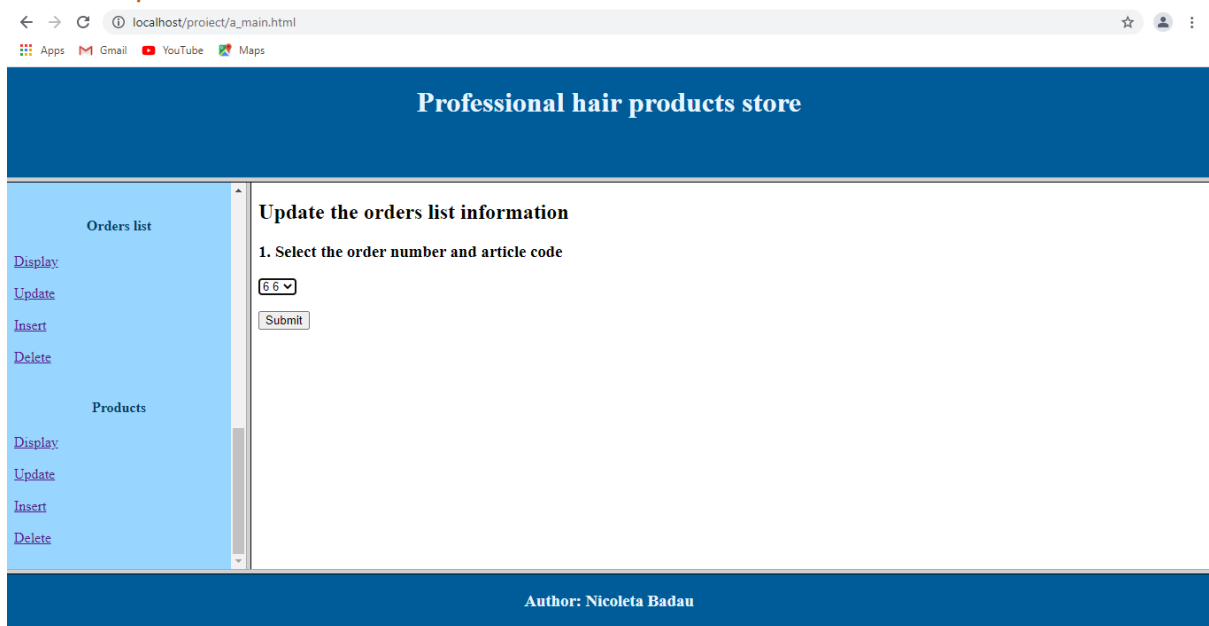 localhost/proiect/a_main.html
Apps Gmail YouTube Maps
Professional hair products store
Orders list
Display
Update
Insert
Delete
Products
Display
Update
Insert
Delete
Update the orders list information
1. Select the order number and article code
6 6
Submit
Author: Nicoleta Badau